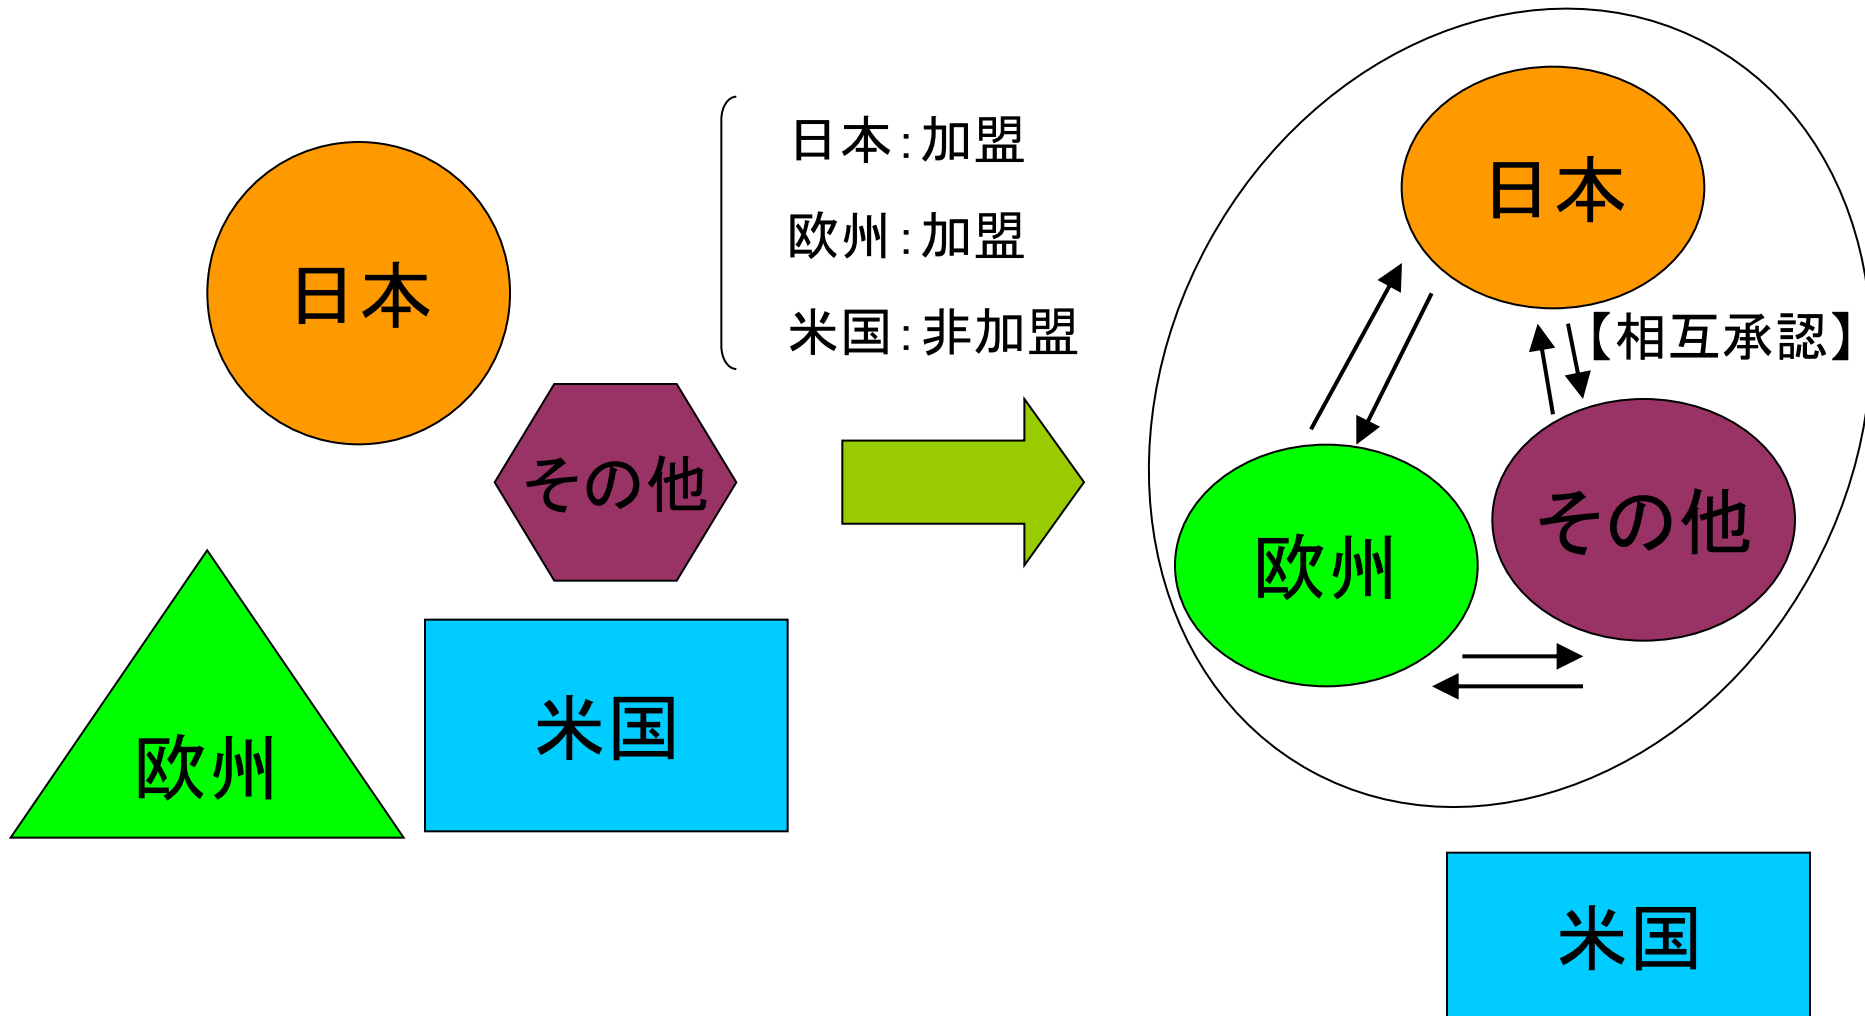 日本
その他
欧州
米国
日本：加盟
欧州：加盟
米国：非加盟
日本
【相互承認】
その他
欧州
米国